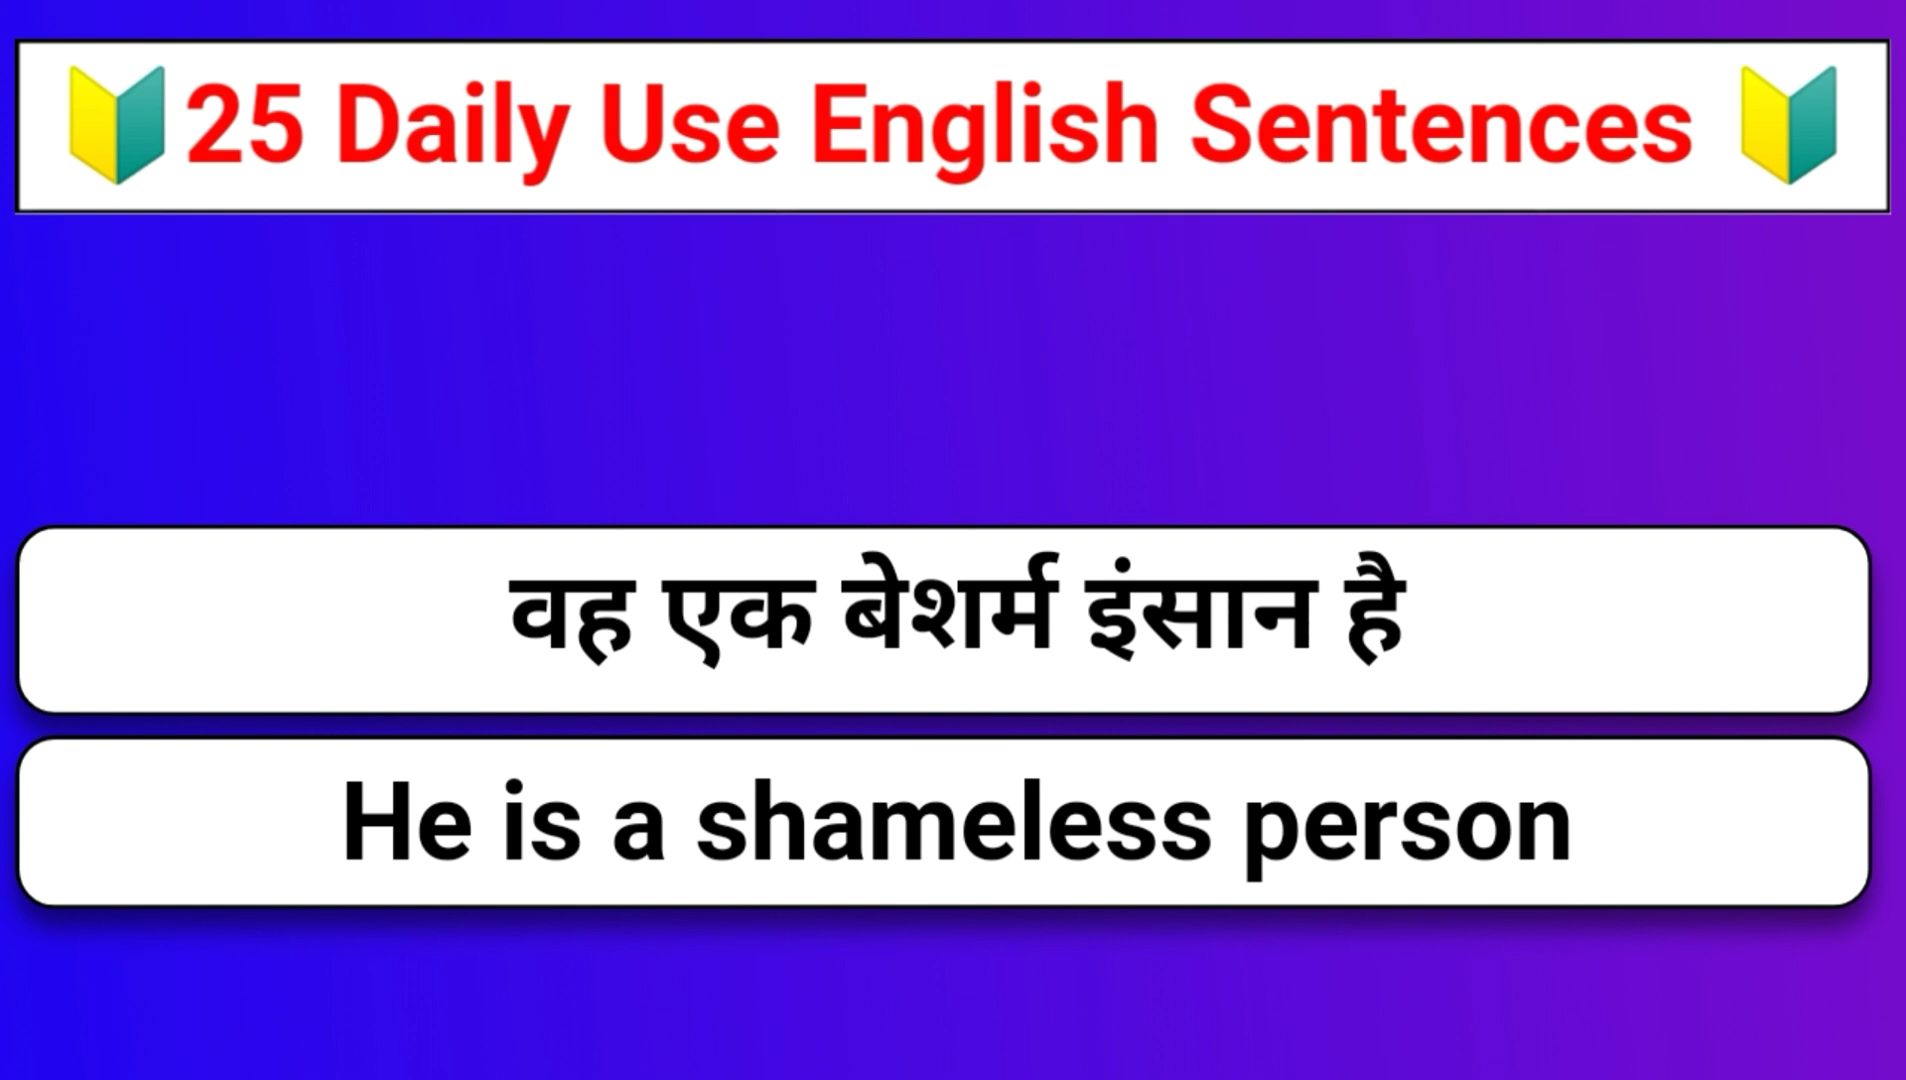 🔰25 Daily Use English Sentences 🔰
वह एक बेशर्म इंसान है
He is a shameless person